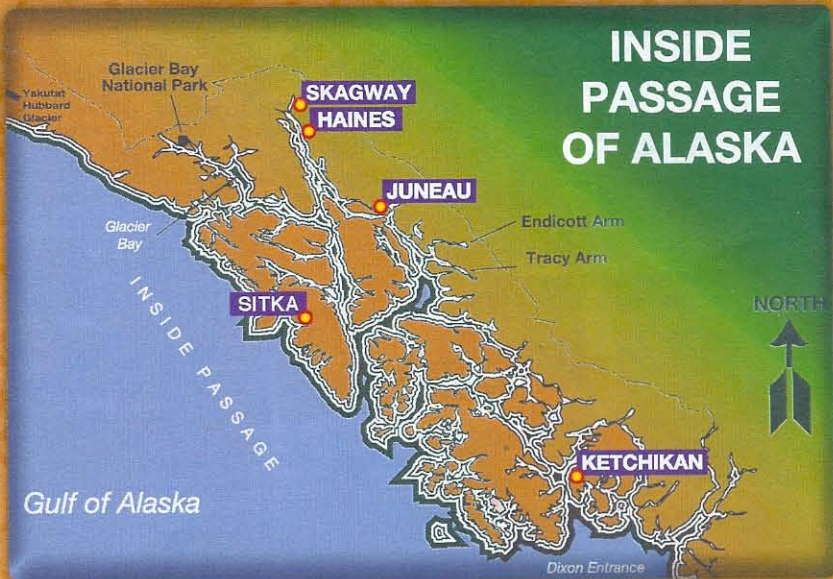 INSIDE
PASSAGE
OF ALASKA
Glacier Bay
National Park
Yakutat
Hubbard
Glacier
SKAGWAY
HAINES
JUNEAU
Endicott Arm
Tracy Arm
Glacier
Bay
SITKA
INSIDE PASSAGE
NORTH
KETCHIKAN
Gulf of Alaska
Dixon Entrance